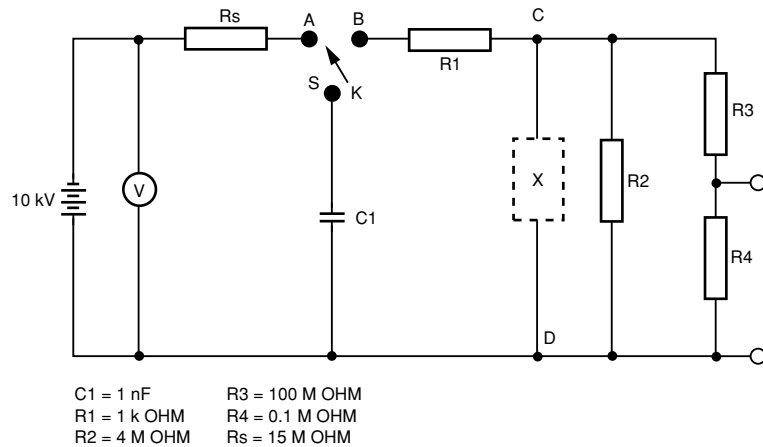 Rs
A
B
C
R1
S
K
R3
10 kV
V
X
R2
C1
R4
D
C1 = 1 nF
R1 = 1 k OHM
R2 = 4 M OHM
R3 = 100 M OHM
R4 = 0.1 M OHM
Rs = 15 M OHM